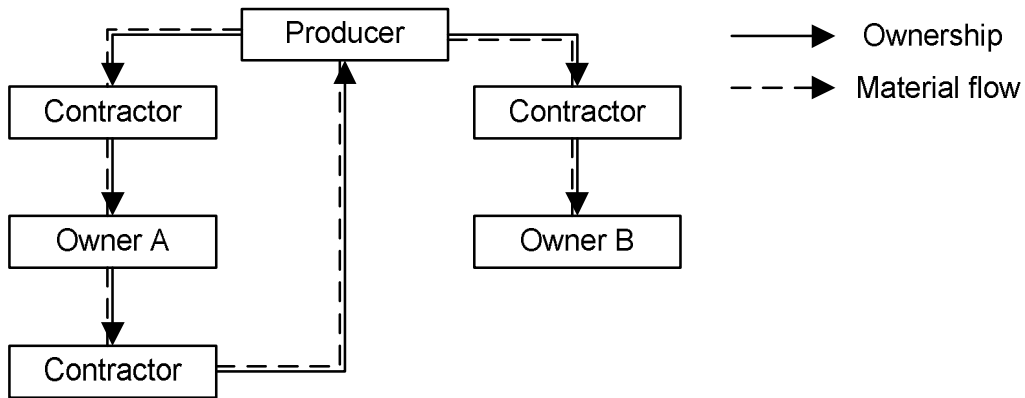 Producer
Ownership
Material flow
Contractor
Contractor
Owner A
Owner B
Contractor